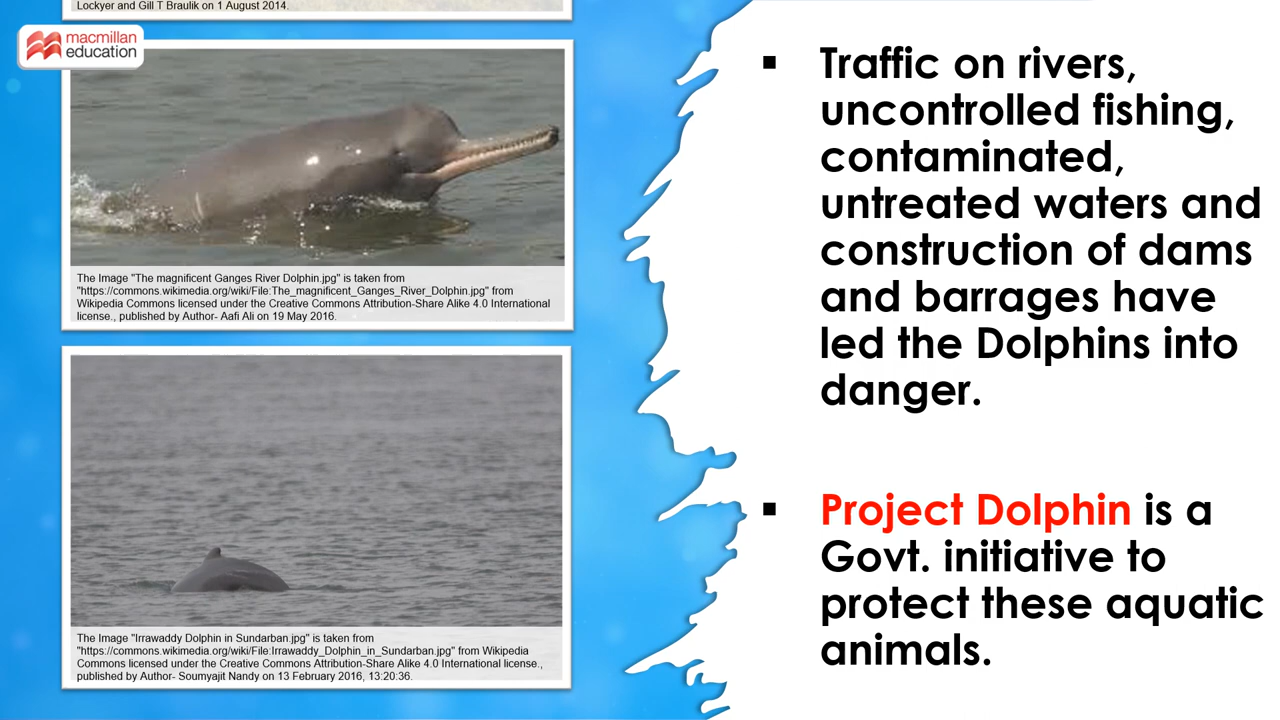 Lockyer and Gill T Braulik on 1 August 2014.
macmillan
education
The Image "The magnificent Ganges River Dolphin.jpg" is taken from
"https://commons.wikimedia.org/wiki/File:The_magnificent_Ganges_River_Dolphin.jpg" from
Wikipedia Commons licensed under the Creative Commons Attribution-Share Alike 4.0 International
license., published by Author- Aafi Ali on 19 May 2016.
The Image "Irrawaddy Dolphin in Sundarban.jpg" is taken from
"https://commons.wikimedia.org/wiki/File:Irrawaddy_Dolphin_in_Sundarban.jpg" from Wikipedia
Commons licensed under the Creative Commons Attribution-Share Alike 4.0 International license.,
published by Author- Soumyajit Nandy on 13 February 2016, 13:20:36.
▪ Traffic on rivers,
uncontrolled fishing,
contaminated,
untreated waters and
construction of dams
and barrages have
led the Dolphins into
danger.
▪ Project Dolphin is a
Govt. initiative to
protect these aquatic
animals.